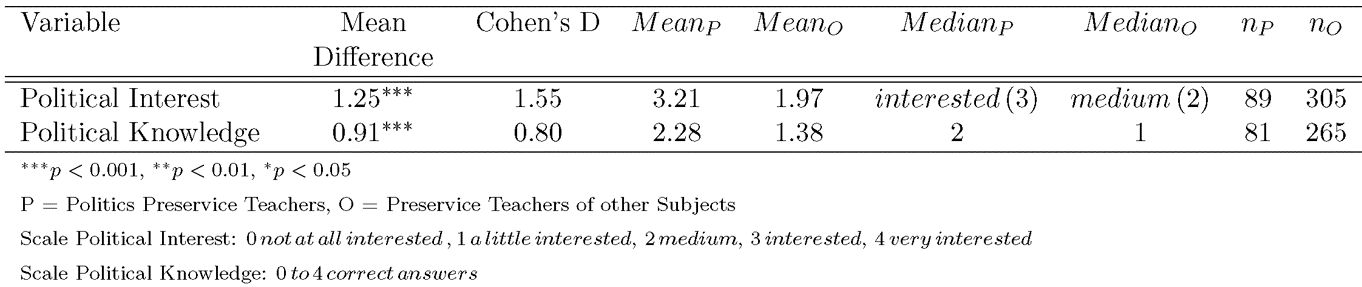 Variable Mean Cohen's D Mean_P Mean_O Median_P Median_O n_P n_O
Difference
Political Interest 1.25*** 1.55 3.21 1.97 interested (3) medium (2) 89 305
Political Knowledge 0.91*** 0.80 2.28 1.38 2 1 81 265
***p < 0.001, **p < 0.01, *p < 0.05
P = Politics Preservice Teachers, O = Preservice Teachers of other Subjects
Scale Political Interest: 0 not at all interested , 1 a little interested, 2 medium, 3 interested, 4 very interested
Scale Political Knowledge: 0 to 4 correct answers